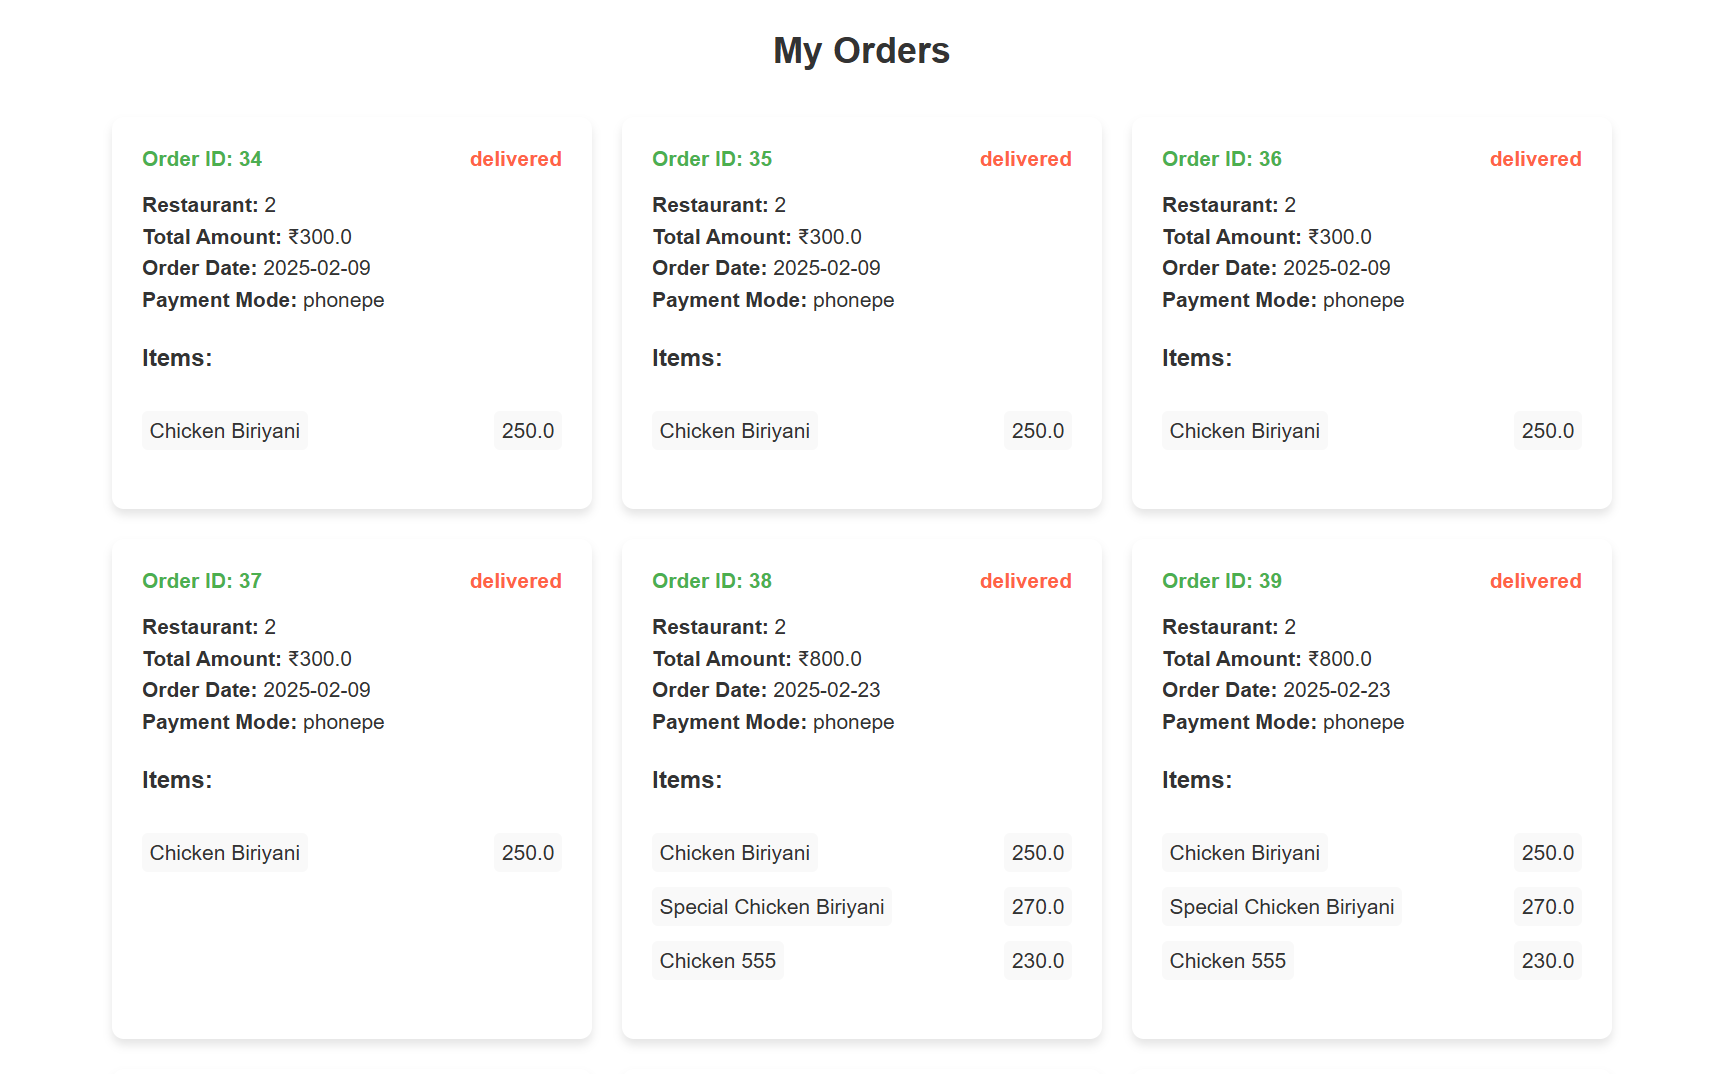 My Orders
Order ID: 34 delivered
Restaurant: 2
Total Amount: ₹300.0
Order Date: 2025-02-09
Payment Mode: phonepe
Items:
Chicken Biriyani 250.0
Order ID: 35 delivered
Restaurant: 2
Total Amount: ₹300.0
Order Date: 2025-02-09
Payment Mode: phonepe
Items:
Chicken Biriyani 250.0
Order ID: 36 delivered
Restaurant: 2
Total Amount: ₹300.0
Order Date: 2025-02-09
Payment Mode: phonepe
Items:
Chicken Biriyani 250.0
Order ID: 37 delivered
Restaurant: 2
Total Amount: ₹300.0
Order Date: 2025-02-09
Payment Mode: phonepe
Items:
Chicken Biriyani 250.0
Order ID: 38 delivered
Restaurant: 2
Total Amount: ₹800.0
Order Date: 2025-02-23
Payment Mode: phonepe
Items:
Chicken Biriyani 250.0
Special Chicken Biriyani 270.0
Chicken 555 230.0
Order ID: 39 delivered
Restaurant: 2
Total Amount: ₹800.0
Order Date: 2025-02-23
Payment Mode: phonepe
Items:
Chicken Biriyani 250.0
Special Chicken Biriyani 270.0
Chicken 555 230.0